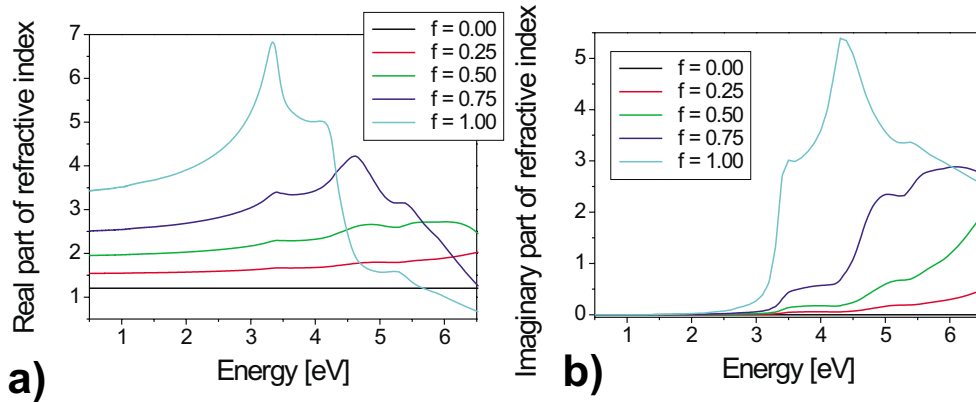 Real part of refractive index
7
6
5
4
3
2
1
1
2
3
4
5
6
Energy [eV]
f = 0.00
f = 0.25
f = 0.50
f = 0.75
f = 1.00
a)
Imaginary part of refractive index
5
4
3
2
1
0
1
2
3
4
5
6
Energy [eV]
f = 0.00
f = 0.25
f = 0.50
f = 0.75
f = 1.00
b)